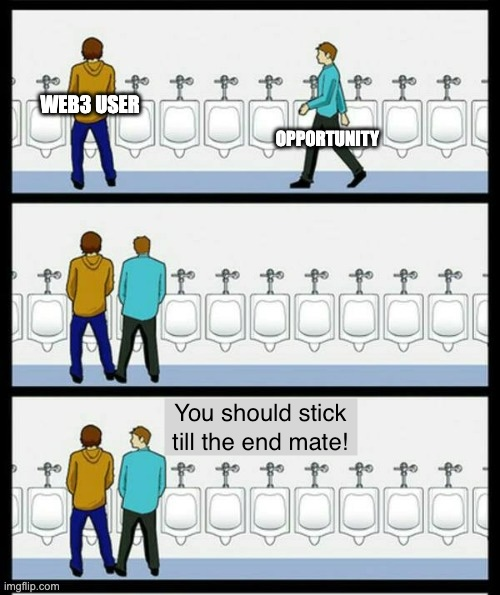 WEB3 USER
OPPORTUNITY
You should stick
till the end mate!
imgflip.com